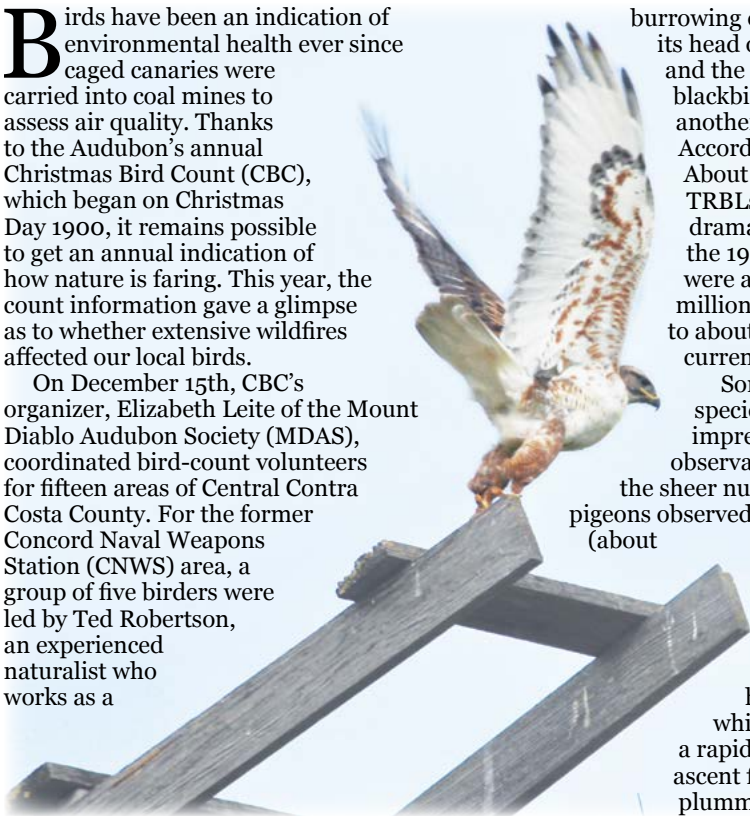 Birds have been an indication of
environmental health ever since
caged canaries were
carried into coal mines to
assess air quality. Thanks
to the Audubon's annual
Christmas Bird Count (CBC),
which began on Christmas
Day 1900, it remains possible
to get an annual indication of
how nature is faring. This year, the
count information gave a glimpse
as to whether extensive wildfires
affected our local birds.
On December 15th, CBC's
organizer, Elizabeth Leite of the Mount
Diablo Audubon Society (MDAS),
coordinated bird-count volunteers
for fifteen areas of Central Contra
Costa County. For the former
Concord Naval Weapons
Station (CNWS) area, a
group of five birders were
led by Ted Robertson,
an experienced
naturalist who
works as a
burrowing
its head
and the
blackbi
another
Accord
About
TRBLs
drama
the 19
were a
million
to about
curren
Son
speci
impre
observa
the sheer nu
pigeons observed
(about
whi
a rapid
ascent
plumm